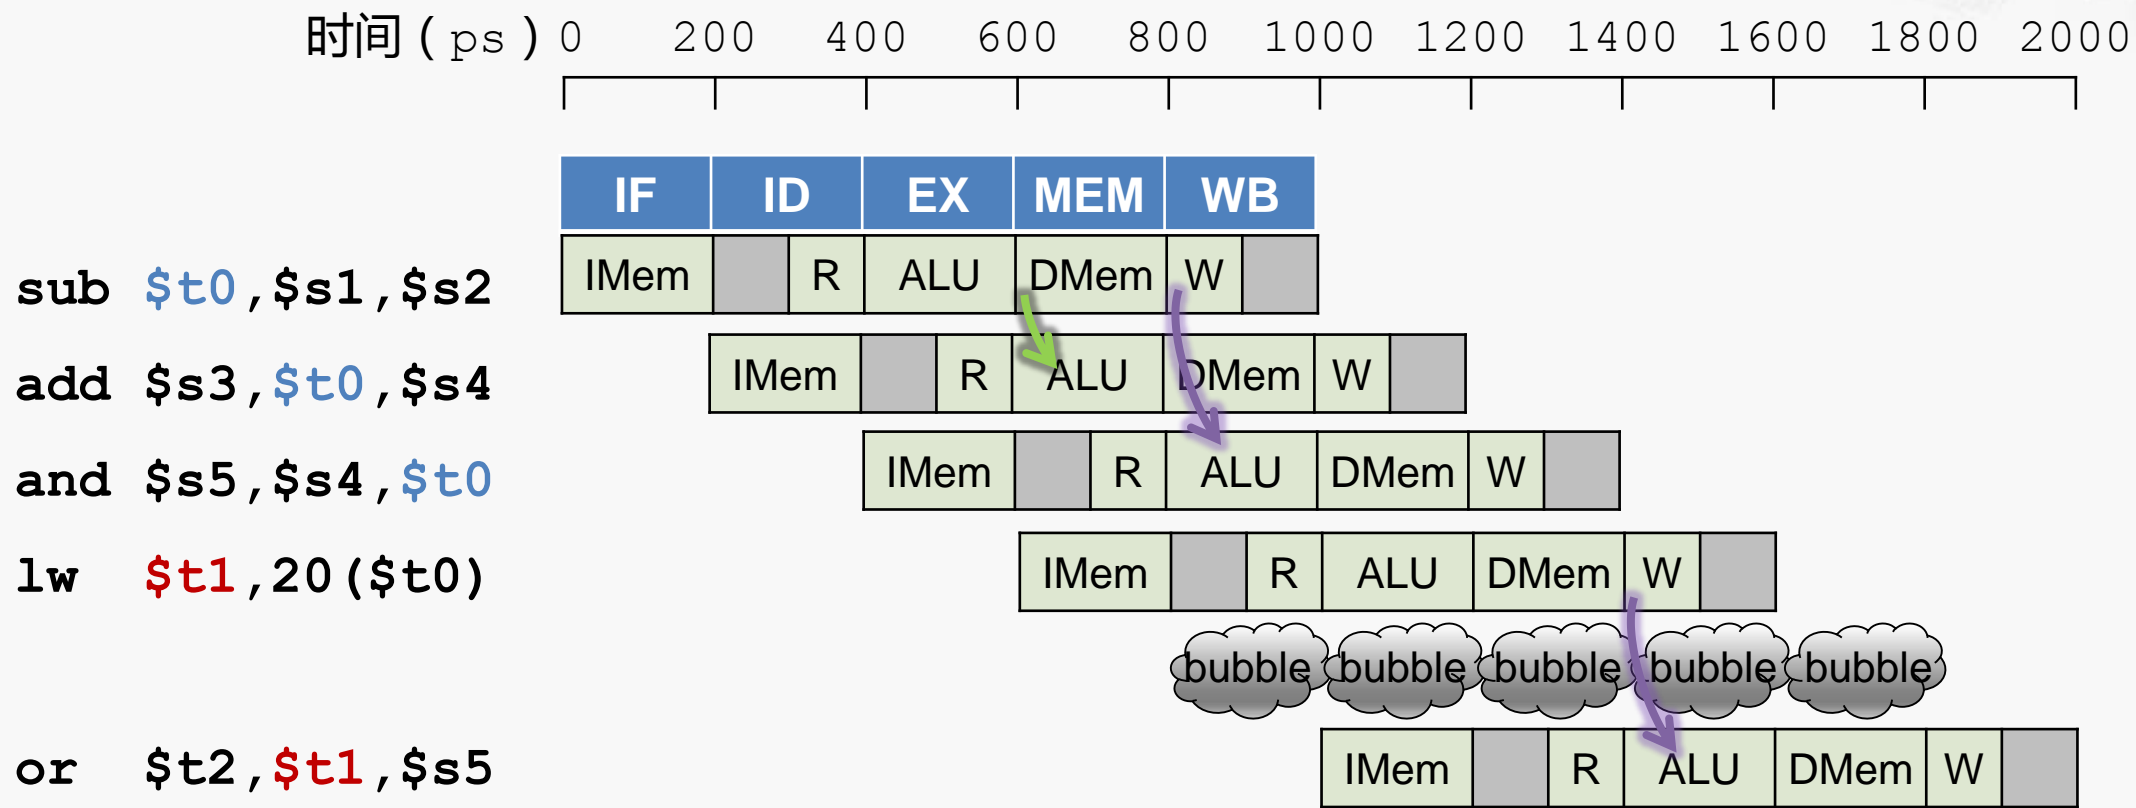 时间(ps) 0 200 400 600 800 1000 1200 1400 1600 1800 2000
IF ID EX MEM WB
sub $t0,$s1,$s2 IMem R ALU DMem W
add $s3,$t0,$s4 IMem R ALU DMem W
and $s5,$s4,$t0 IMem R ALU DMem W
lw $t1,20($t0) IMem R ALU DMem W
bubble bubble bubble bubble bubble
or $t2,$t1,$s5 IMem R ALU DMem W